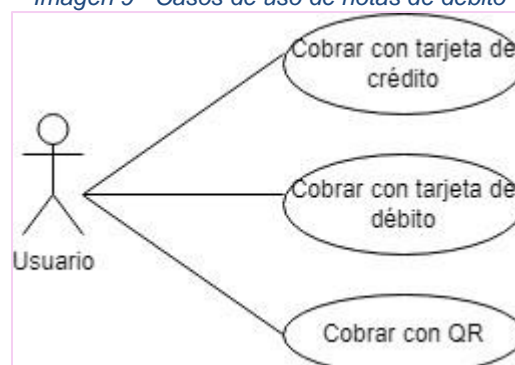 Imagen 9 - Casos de uso de notas de débito
Cobrar con tarjeta de
crédito
Cobrar con tarjeta de
débito
Usuario
Cobrar con QR